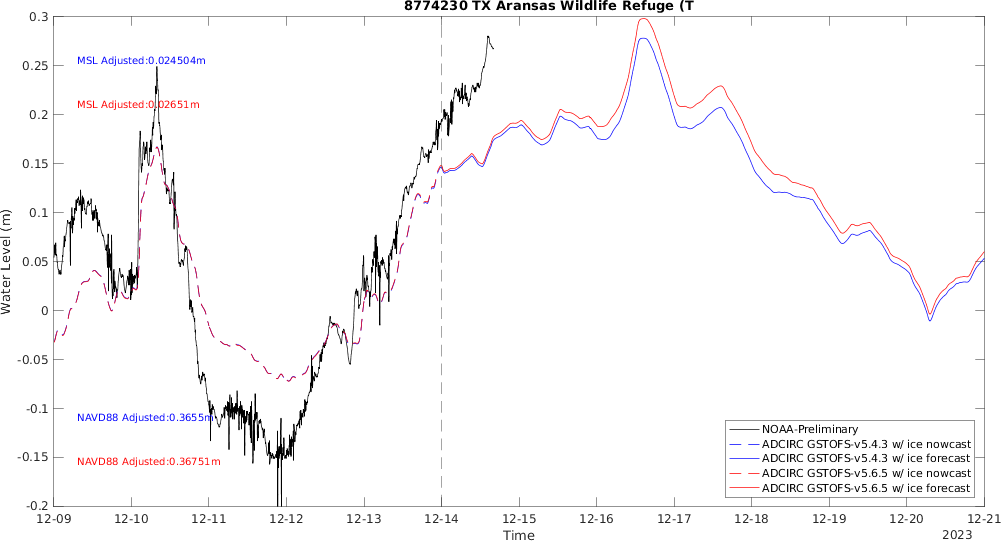 8774230 TX Aransas Wildlife Refuge (T
Water Level (m)
0.3
0.25
0.2
0.15
0.1
0.05
0
-0.05
-0.1
-0.15
-0.2
MSL Adjusted:0.024504m
MSL Adjusted:0.02651m
NAVD88 Adjusted:0.3655m
NAVD88 Adjusted:0.36751m
NOAA-Preliminary
ADCIRC GSTOFS-v5.4.3 w/ ice nowcast
ADCIRC GSTOFS-v5.4.3 w/ ice forecast
ADCIRC GSTOFS-v5.6.5 w/ ice nowcast
ADCIRC GSTOFS-v5.6.5 w/ ice forecast
12-09 12-10 12-11 12-12 12-13 12-14 12-15 12-16 12-17 12-18 12-19 12-20 12-21
Time
2023